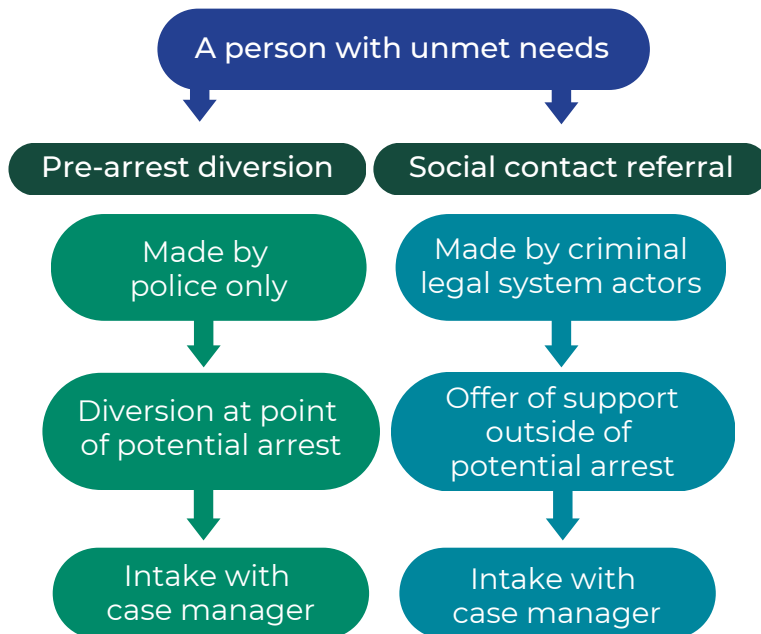 A person with unmet needs
Pre-arrest diversion
Social contact referral
Made by
police only
Made by criminal
legal system actors
Diversion at point
of potential arrest
Offer of support
outside of
potential arrest
Intake with
case manager
Intake with
case manager